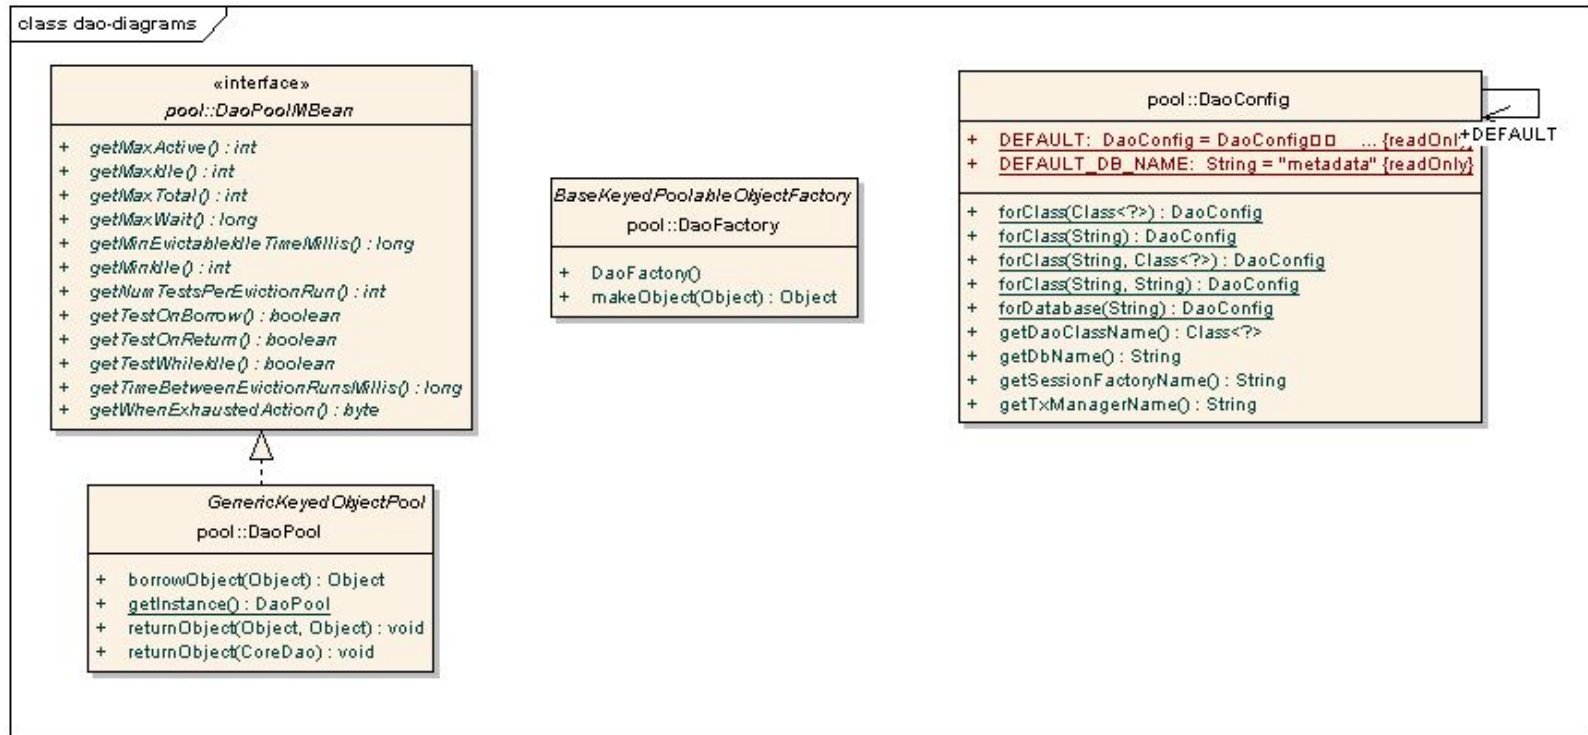 class dao-diagrams
«interface»
pool::DaoPoolMBean
+ getMaxActive() : int
+ getMaxIdle() : int
+ getMaxTotal() : int
+ getMaxWait() : long
+ getMinEvictableIdleTimeMillis() : long
+ getMinIdle() : int
+ getNumTestsPerEvictionRun() : int
+ getTestOnBorrow() : boolean
+ getTestOnReturn() : boolean
+ getTestWhileIdle() : boolean
+ getTimeBetweenEvictionRunsMillis() : long
+ getWhenExhaustedAction() : byte
GenericKeyedObjectPool
pool::DaoPool
+ borrowObject(Object) : Object
+ getInstance() : DaoPool
+ returnObject(Object, Object) : void
+ returnObject(CoreDao) : void
BaseKeyedPoolableObjectFactory
pool::DaoFactory
+ DaoFactory()
+ makeObject(Object) : Object
pool::DaoConfig
+ DEFAULT: DaoConfig = DaoConfig□□ ... {readOnly}
+DEFAULT
+ DEFAULT_DB_NAME: String = "metadata" {readOnly}
+ forClass(Class<?>) : DaoConfig
+ forClass(String) : DaoConfig
+ forClass(String, Class<?>) : DaoConfig
+ forClass(String, String) : DaoConfig
+ forDatabase(String) : DaoConfig
+ getDaoClassName() : Class<?>
+ getDbName() : String
+ getSessionFactoryName() : String
+ getTxManagerName() : String